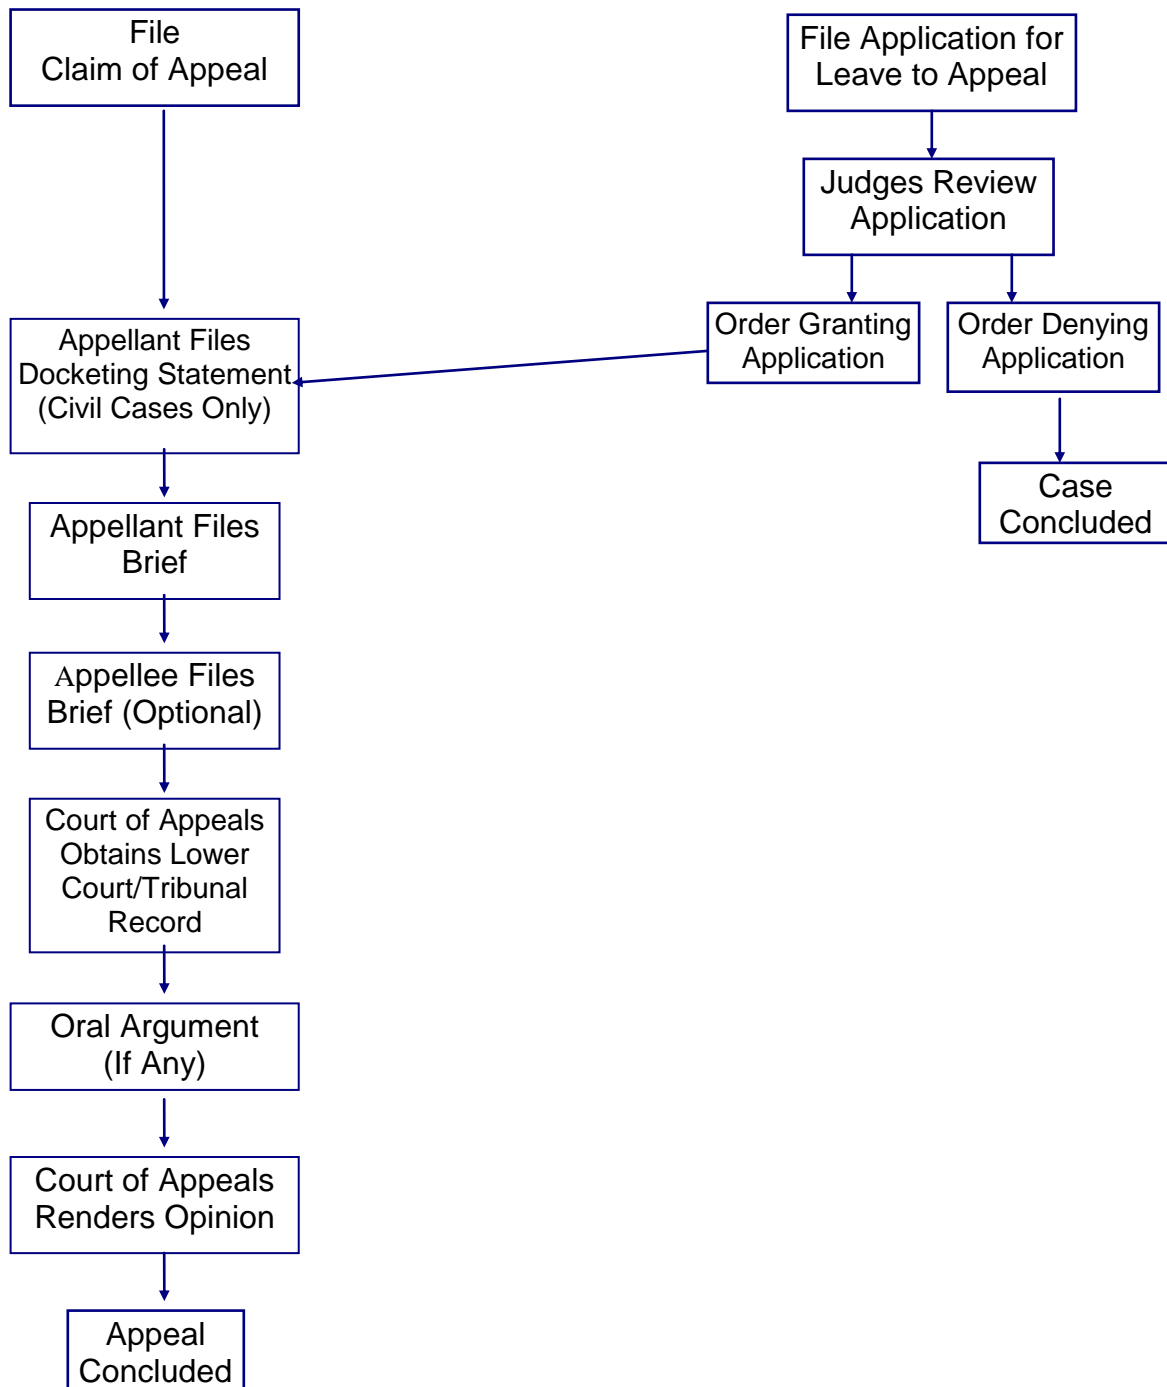 File
Claim of Appeal
File Application for
Leave to Appeal
Judges Review
Application
Order Granting
Application
Order Denying
Application
Case
Concluded
Appellant Files
Docketing Statement
(Civil Cases Only)
Appellant Files
Brief
Appellee Files
Brief (Optional)
Court of Appeals
Obtains Lower
Court/Tribunal
Record
Oral Argument
(If Any)
Court of Appeals
Renders Opinion
Appeal
Concluded